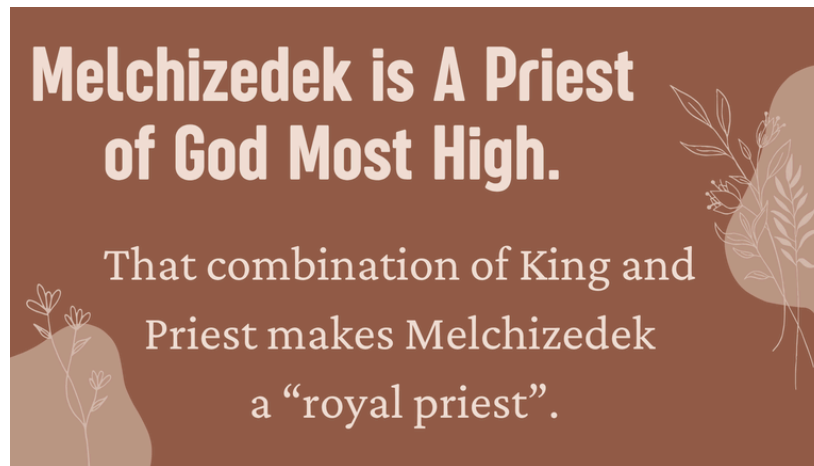 Melchizedek is A Priest
of God Most High.
That combination of King and
Priest makes Melchizedek
a “royal priest”.